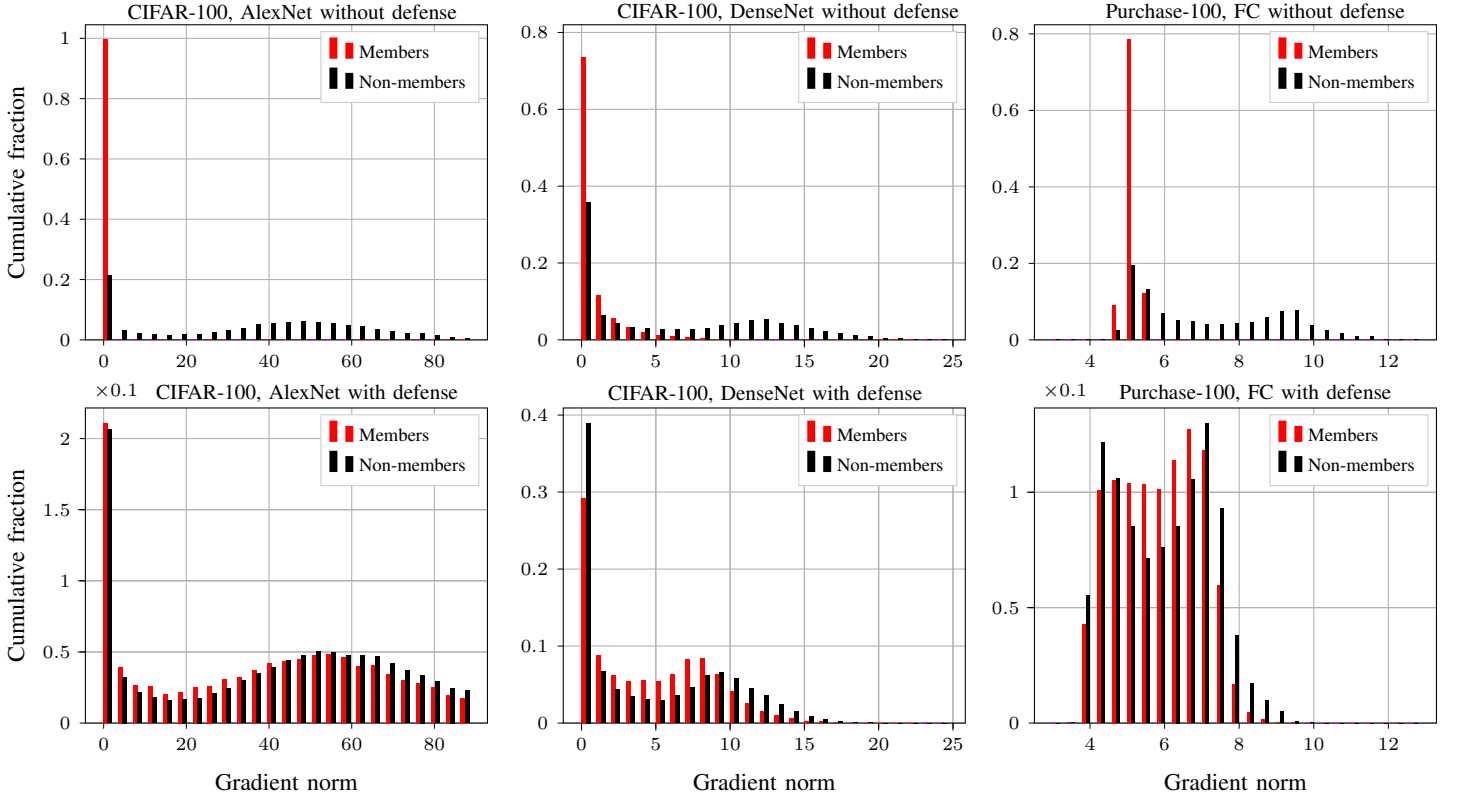 CIFAR-100, AlexNet without defense
Cumulative fraction
1
0.8
0.6
0.4
0.2
0
0 20 40 60 80
Members
Non-members
CIFAR-100, DenseNet without defense
0.8
0.6
0.4
0.2
0
0 5 10 15 20 25
Members
Non-members
Purchase-100, FC without defense
0.8
0.6
0.4
0.2
0
4 6 8 10 12
Members
Non-members
×0.1
CIFAR-100, AlexNet with defense
Cumulative fraction
2
1.5
1
0.5
0
0 20 40 60 80
Gradient norm
Members
Non-members
CIFAR-100, DenseNet with defense
0.4
0.3
0.2
0.1
0
0 5 10 15 20 25
Gradient norm
Members
Non-members
×0.1
Purchase-100, FC with defense
1
0.5
0
4 6 8 10 12
Gradient norm
Members
Non-members